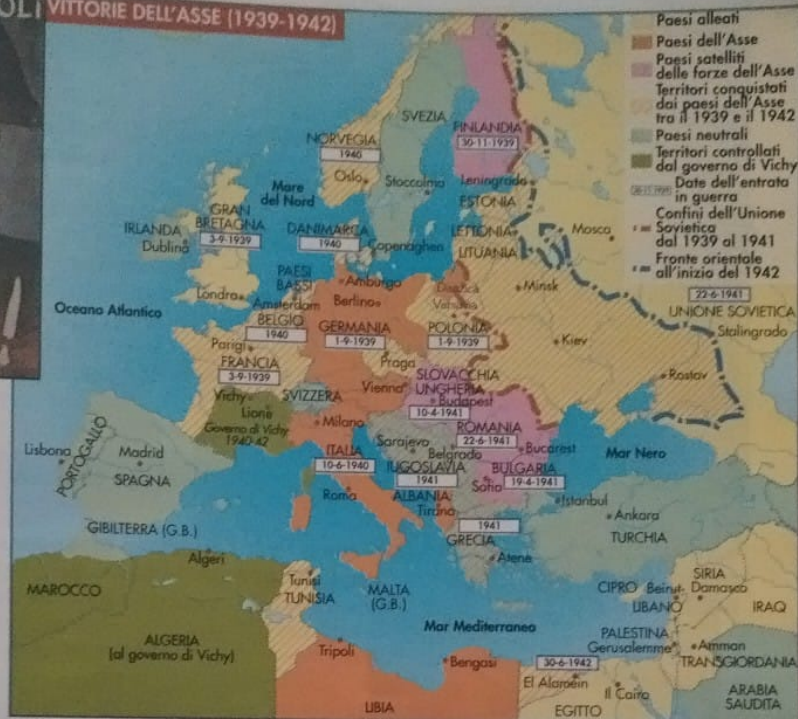 OLI
VITTORIE DELL'ASSE (1939-1942)
Paesi alleati
Paesi dell'Asse
Paesi satelliti
delle forze dell'Asse
Territori conquistati
dai paesi dell'Asse
tra il 1939 e il 1942
Paesi neutrali
Territori controllati
dal governo di Vichy
Date dell'entrata
in guerra
Confini dell'Unione
Sovietica
dal 1939 al 1941
Fronte orientale
all'inizio del 1942
SVEZIA
FINLANDIA
30-11-1939
NORVEGIA
1940
Oslo
Stoccolma
Leningrado
ESTONIA
Mare
del Nord
GRAN
BRETAGNA
3-9-1939
IRLANDA
Dublino
DANIMARCA
1940
Copenaghen
LETTONIA
LITUANIA
Mosca
PAESI
BASSI
Amburgo
Londra
Amsterdam
Berlino
Danzica
Varsavia
Minsk
22-6-1941
UNIONE SOVIETICA
Stalingrado
Oceano Atlantico
BELGIO
1940
GERMANIA
1-9-1939
POLONIA
1-9-1939
Kiev
Parigi
Praga
FRANCIA
3-9-1939
SLOVACCHIA
Rostov
Vichy
SVIZZERA
Vienna
UNGHERIA
Budapest
10-4-1941
Lione
Governo di Vichy
1940-42
Milano
ROMANIA
22-6-1941
Lisbona
PORTOGALLO
Madrid
SPAGNA
Sarajevo
Belgrado
Bucarest
Mar Nero
ITALIA
10-6-1940
IUGOSLAVIA
1941
BULGARIA
19-4-1941
Sofia
Roma
ALBANIA
Tirana
Istanbul
Ankara
TURCHIA
1941
GRECIA
Atene
GIBILTERRA (G.B.)
Algeri
MAROCCO
Tunisi
TUNISIA
MALTA
(G.B.)
CIPRO
Beirut
SIRIA
Damasco
LIBANO
IRAQ
ALGERIA
(al governo di Vichy)
Mar Mediterraneo
PALESTINA
Gerusalemme
Amman
TRANSGIORDANIA
Tripoli
Bengasi
30-6-1942
El Alamein
Il Cairo
ARABIA
SAUDITA
LIBIA
EGITTO